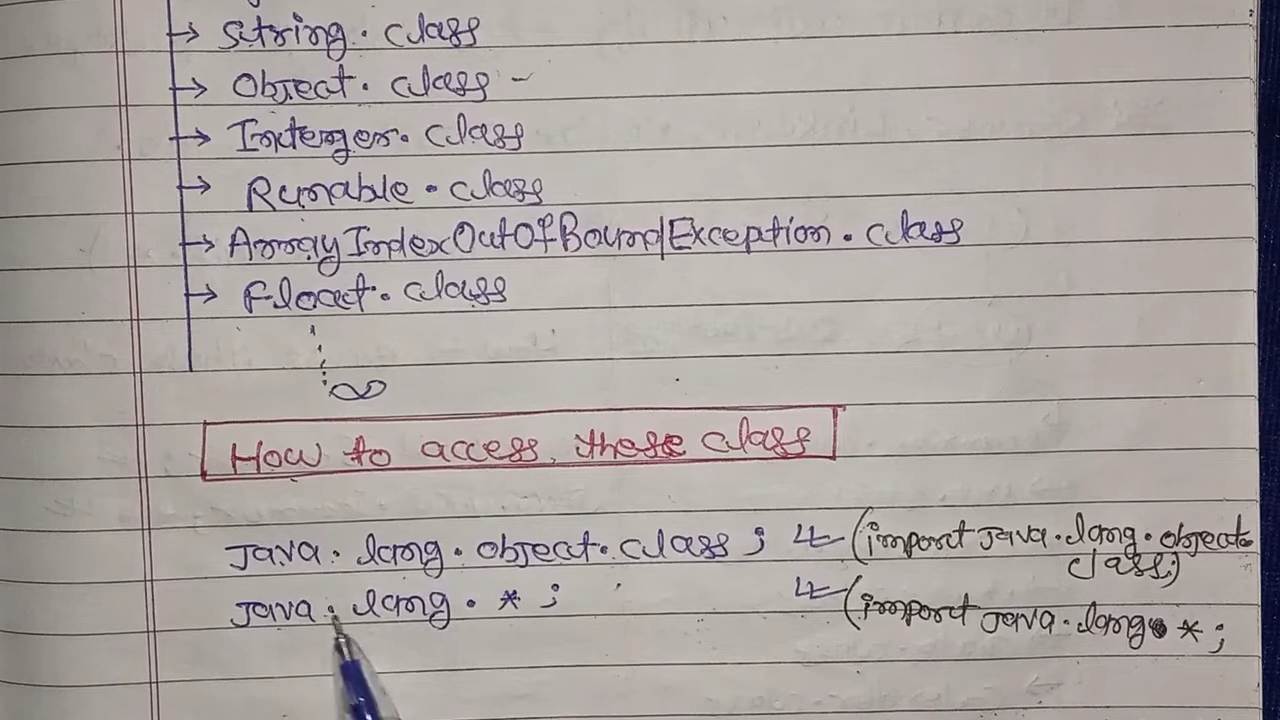 → String. class
→ Object. class -
→ Integer. class
→ Runable. class
→ ArrayIndexOutOfBoundException. class
→ Float. class
∞
How to access, these class
Java. lang. object. class ; (import java. lang. object. class;)
Java. lang. * ; (import java. lang. * ;